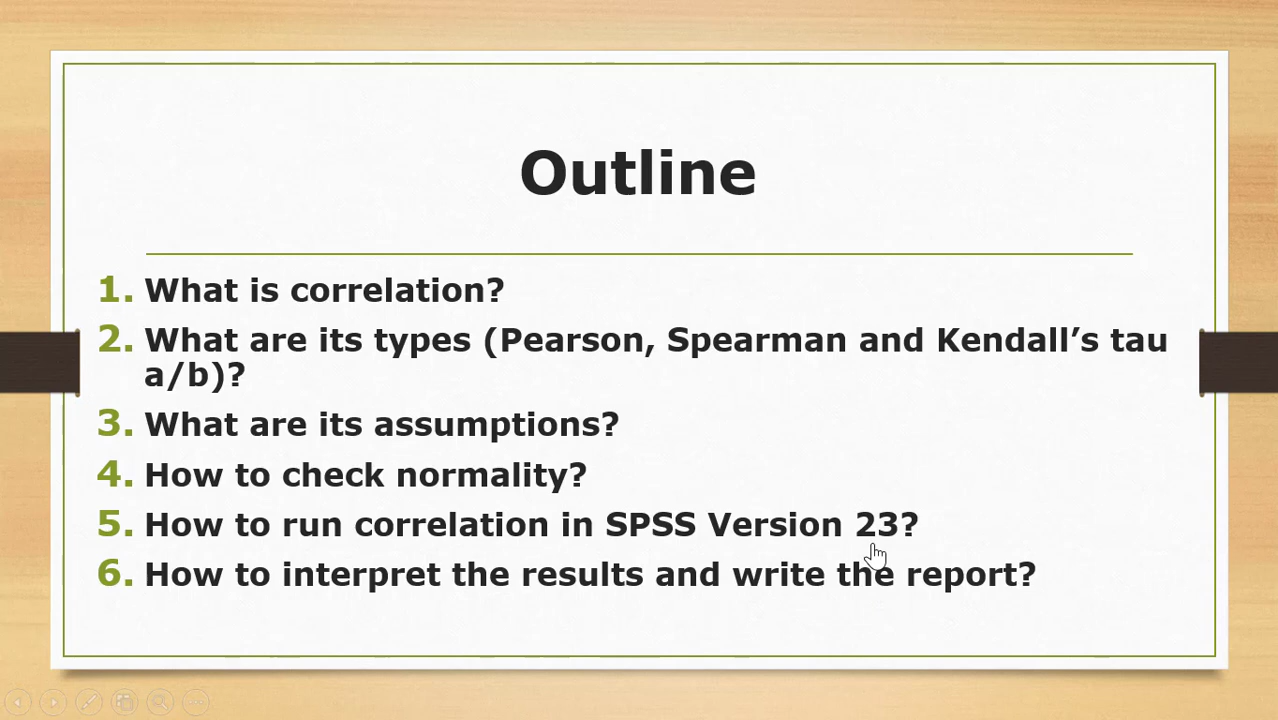 Outline
1. What is correlation?
2. What are its types (Pearson, Spearman and Kendall’s tau
a/b)?
3. What are its assumptions?
4. How to check normality?
5. How to run correlation in SPSS Version 23?
6. How to interpret the results and write the report?